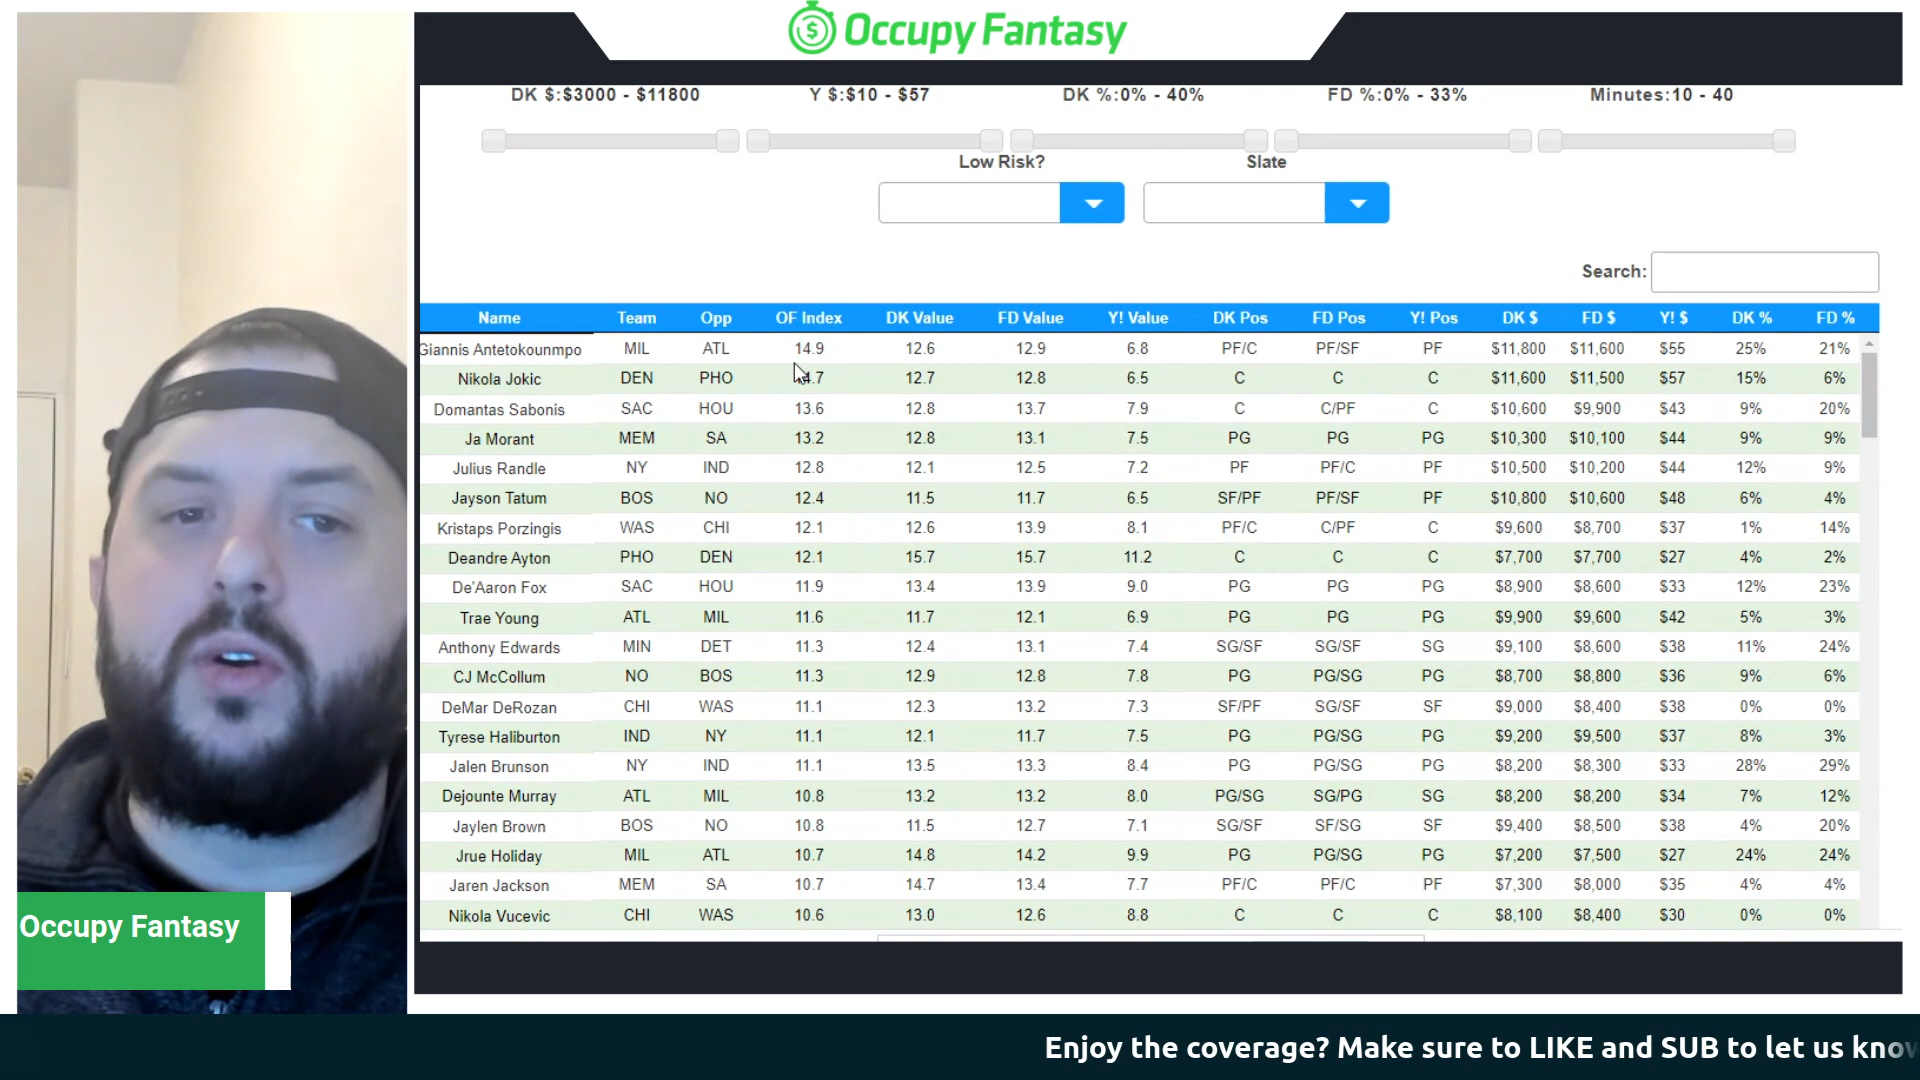 Occupy Fantasy
DK $:$3000 - $11800 Y $:$10 - $57 DK %:0% - 40% FD %:0% - 33% Minutes:10 - 40
Low Risk? Slate
Search:
Name Team Opp OF Index DK Value FD Value Y! Value DK Pos FD Pos Y! Pos DK $ FD $ Y! $ DK % FD %
Giannis Antetokounmpo MIL ATL 14.9 12.6 12.9 6.8 PF/C PF/SF PF $11,800 $11,600 $55 25% 21%
Nikola Jokic DEN PHO 12.7 12.8 6.5 C C C $11,600 $11,500 $57 15% 6%
Domantas Sabonis SAC HOU 13.6 12.8 13.7 7.9 C C/PF C $10,600 $9,900 $43 9% 20%
Ja Morant MEM SA 13.2 12.8 13.1 7.5 PG PG PG $10,300 $10,100 $44 9% 9%
Julius Randle NY IND 12.8 12.1 12.5 7.2 PF PF/C PF $10,500 $10,200 $44 12% 9%
Jayson Tatum BOS NO 12.4 11.5 11.7 6.5 SF/PF PF/SF PF $10,800 $10,600 $48 6% 4%
Kristaps Porzingis WAS CHI 12.1 12.6 13.9 8.1 PF/C C/PF C $9,600 $8,700 $37 1% 14%
Deandre Ayton PHO DEN 12.1 15.7 15.7 11.2 C C C $7,700 $7,700 $27 4% 2%
De'Aaron Fox SAC HOU 11.9 13.4 13.9 9.0 PG PG PG $8,900 $8,600 $33 12% 23%
Trae Young ATL MIL 11.6 11.7 12.1 6.9 PG PG PG $9,900 $9,600 $42 5% 3%
Anthony Edwards MIN DET 11.3 12.4 13.1 7.4 SG/SF SG/SF SG $9,100 $8,600 $38 11% 24%
CJ McCollum NO BOS 11.3 12.9 12.8 7.8 PG PG/SG PG $8,700 $8,800 $36 9% 6%
DeMar DeRozan CHI WAS 11.1 12.3 13.2 7.3 SF/PF SG/SF SF $9,000 $8,400 $38 0% 0%
Tyrese Haliburton IND NY 11.1 12.1 11.7 7.5 PG PG/SG PG $9,200 $9,500 $37 8% 3%
Jalen Brunson NY IND 11.1 13.5 13.3 8.4 PG PG/SG PG $8,200 $8,300 $33 28% 29%
Dejounte Murray ATL MIL 10.8 13.2 13.2 8.0 PG/SG SG/PG SG $8,200 $8,200 $34 7% 12%
Jaylen Brown BOS NO 10.8 11.5 12.7 7.1 SG/SF SF/SG SF $9,400 $8,500 $38 4% 20%
Jrue Holiday MIL ATL 10.7 14.8 14.2 9.9 PG PG/SG PG $7,200 $7,500 $27 24% 24%
Jaren Jackson MEM SA 10.7 14.7 13.4 7.7 PF/C PF/C PF $7,300 $8,000 $35 4% 4%
Nikola Vucevic CHI WAS 10.6 13.0 12.6 8.8 C C C $8,100 $8,400 $30 0% 0%
Occupy Fantasy
Enjoy the coverage? Make sure to LIKE and SUB to let us know